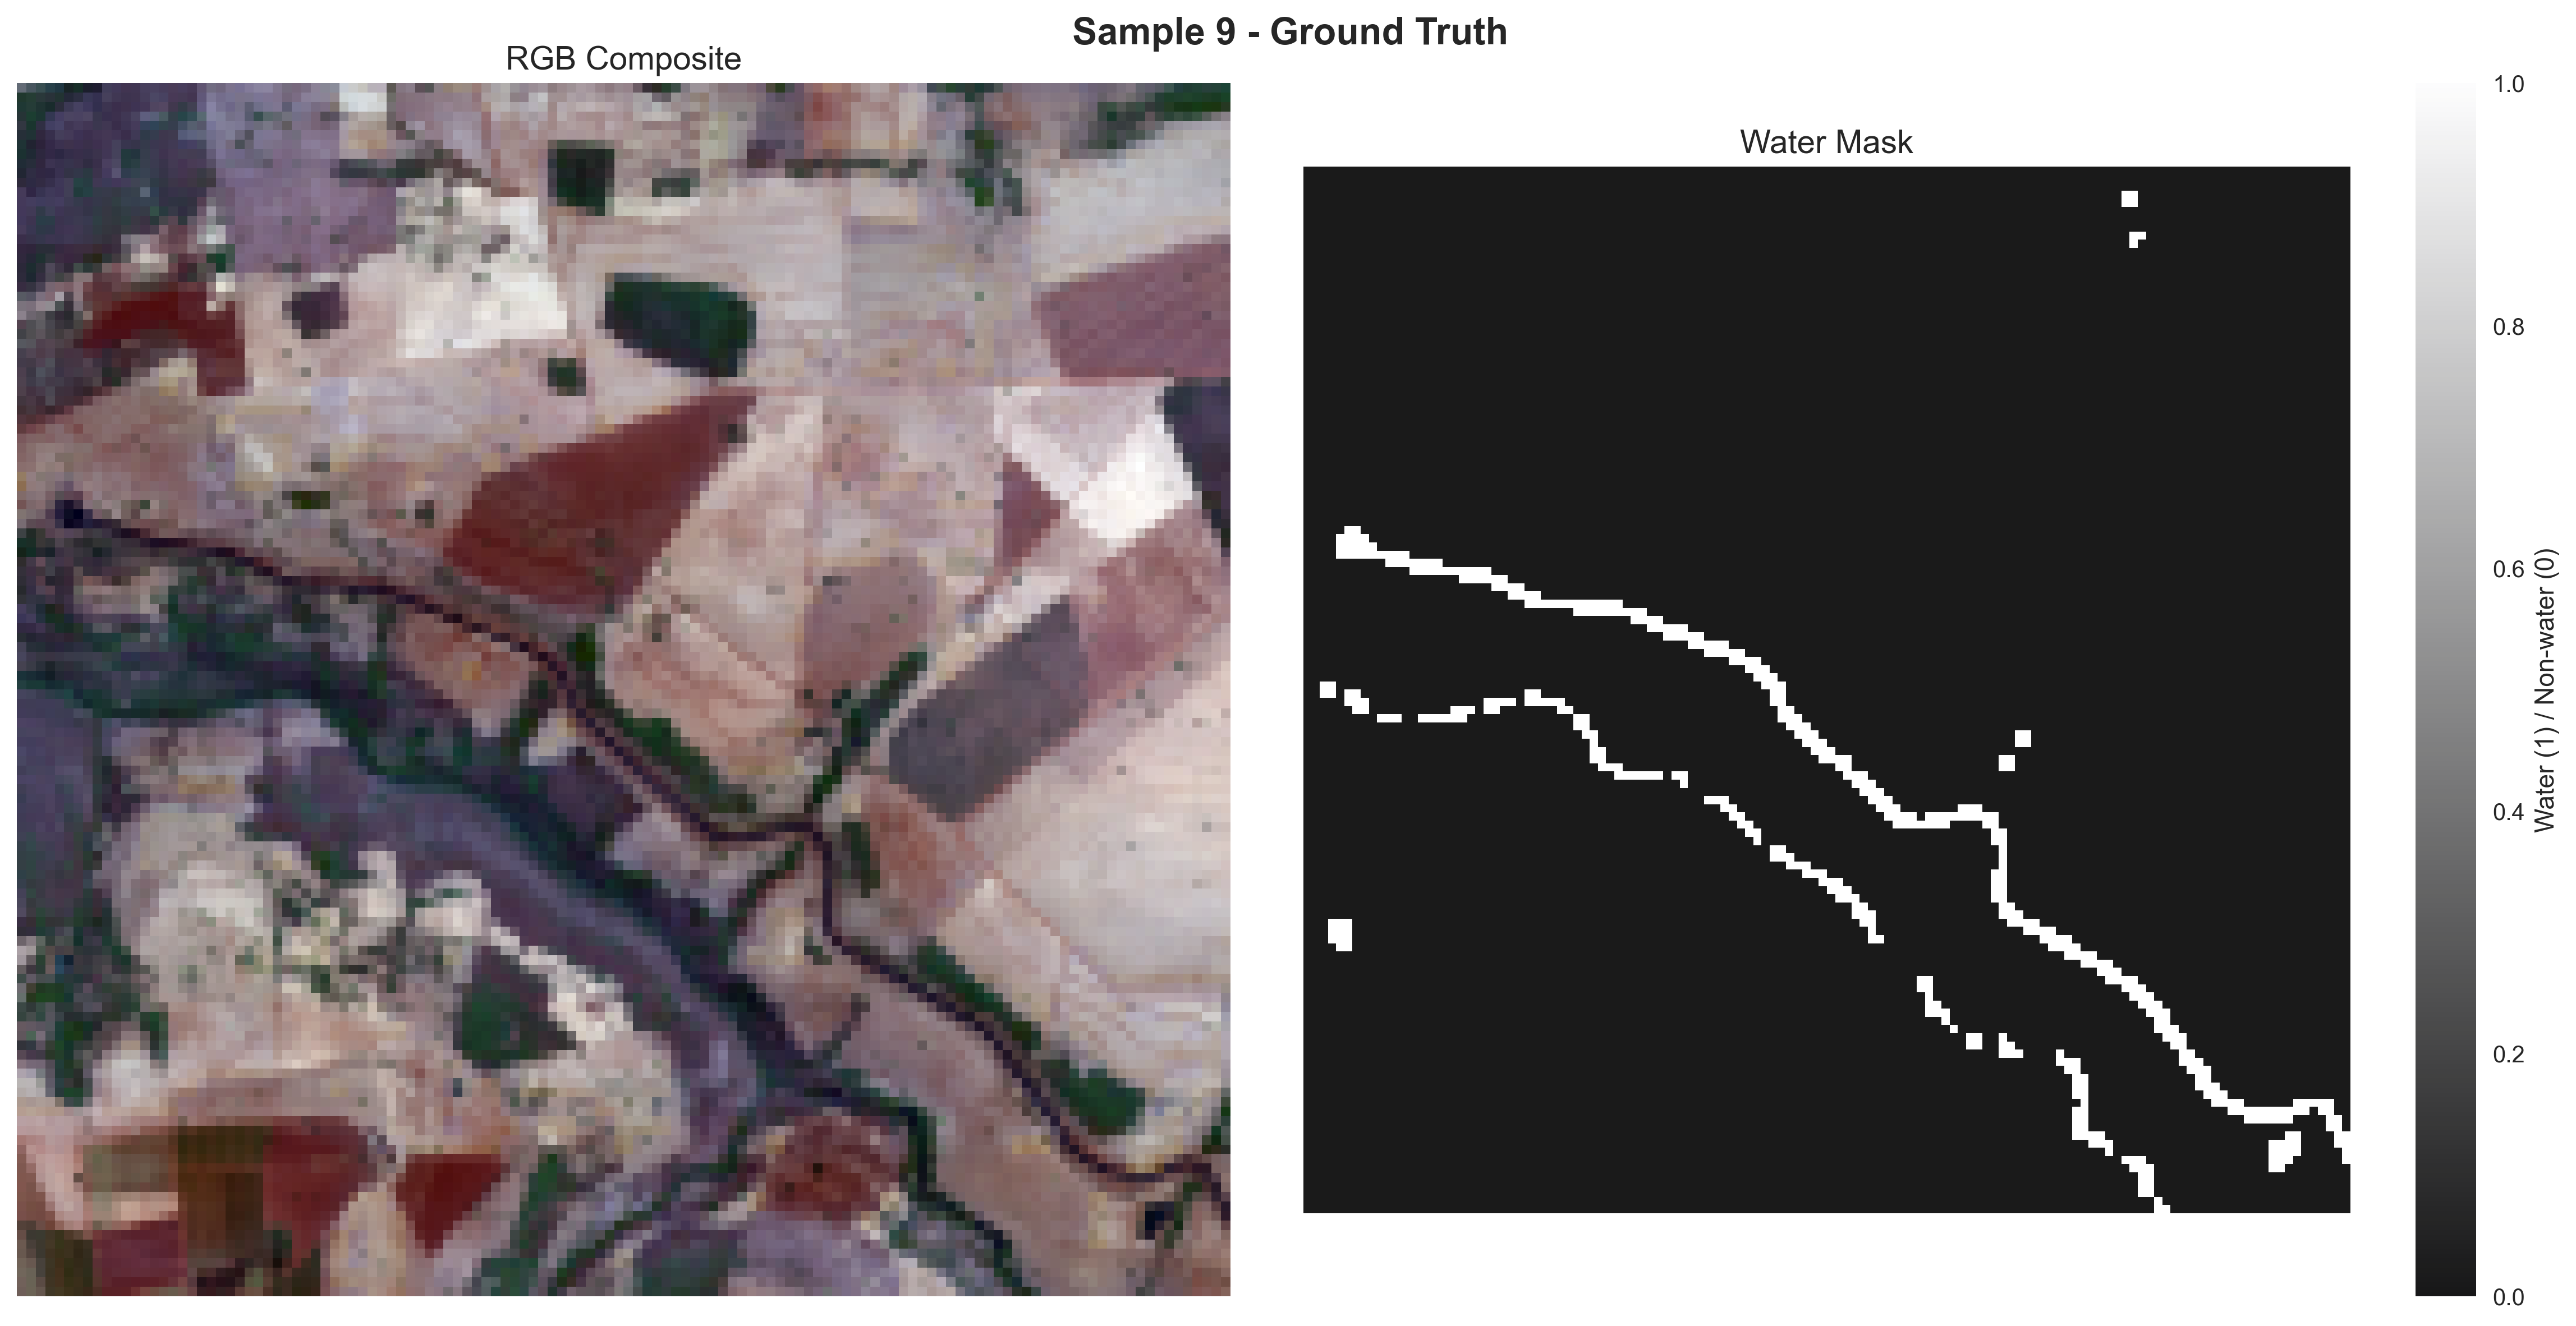 Sample 9 - Ground Truth
RGB Composite
Water Mask
1.0
0.8
0.6
0.4
0.2
0.0
Water (1) / Non-water (0)